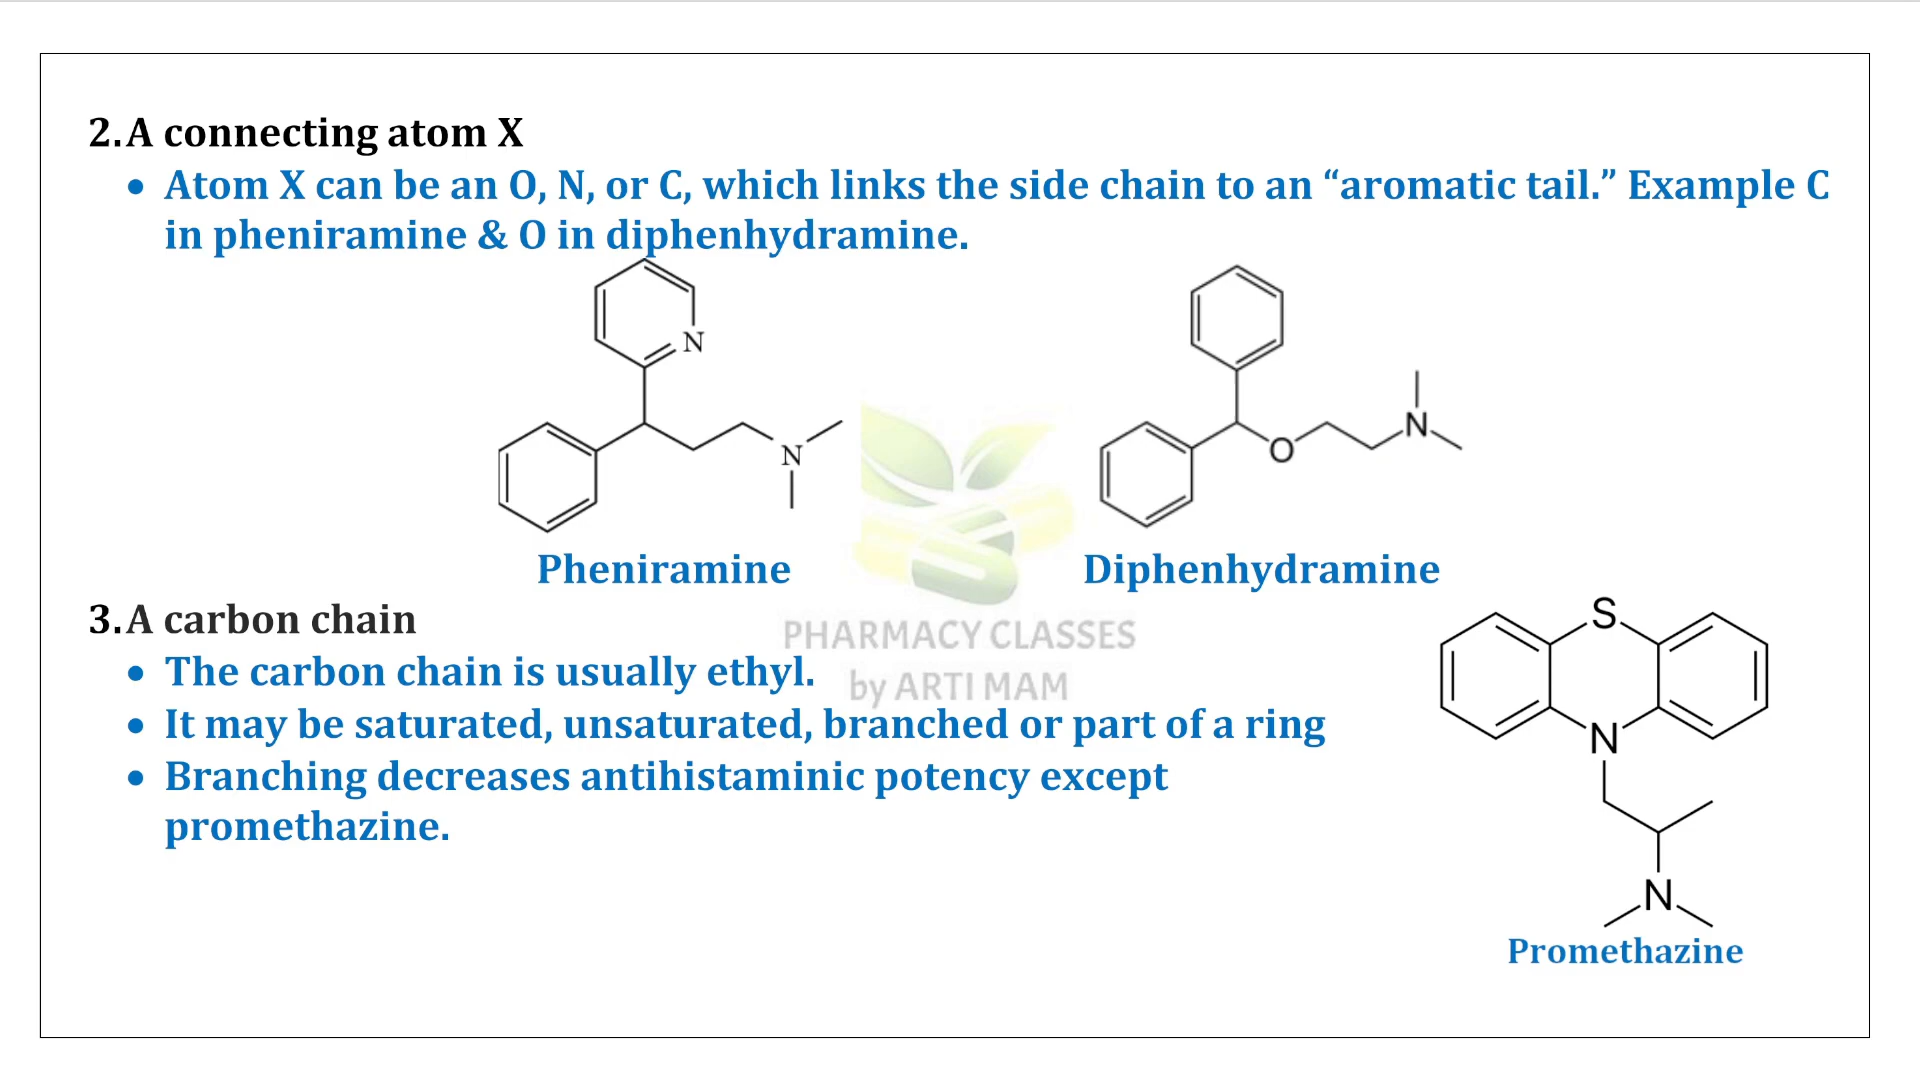 2.A connecting atom X
• Atom X can be an O, N, or C, which links the side chain to an “aromatic tail.” Example C
in pheniramine & O in diphenhydramine.
N
N
O
N
Pheniramine
Diphenhydramine
3.A carbon chain
• The carbon chain is usually ethyl.
• It may be saturated, unsaturated, branched or part of a ring
• Branching decreases antihistaminic potency except
promethazine.
PHARMACY CLASSES
by ARTI MAM
S
N
N
Promethazine